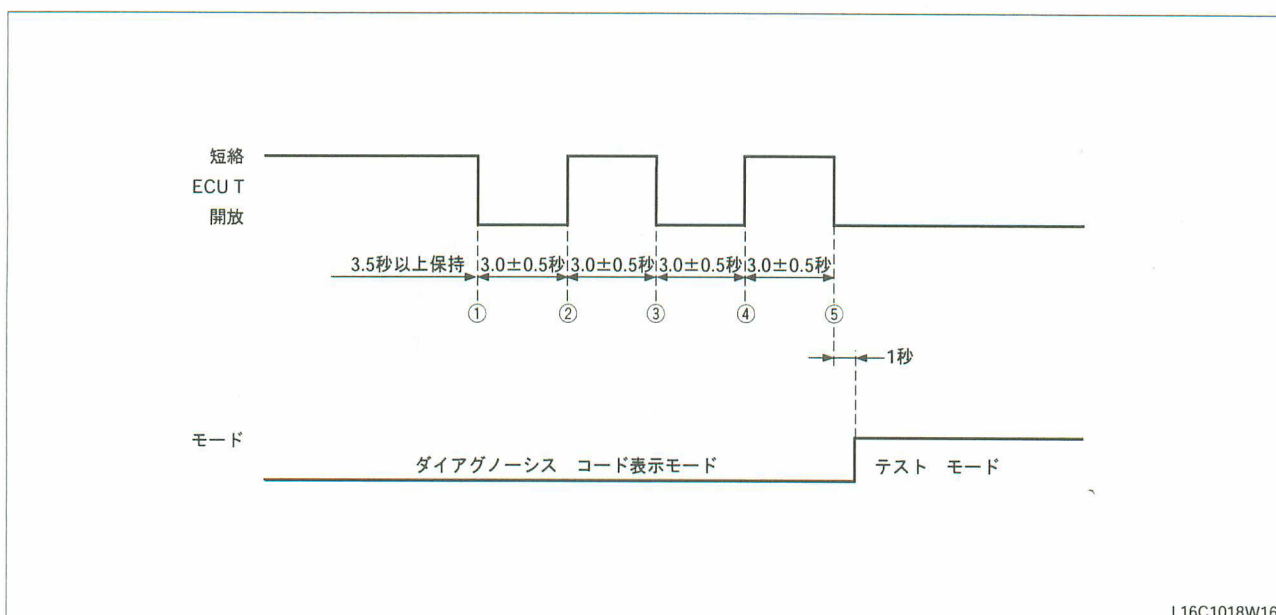 短絡
ECU T
開放
3.5秒以上保持 3.0±0.5秒 3.0±0.5秒 3.0±0.5秒 3.0±0.5秒
① ② ③ ④ ⑤
1秒
モード
ダイアグノーシス コード表示モード テスト モード
L16C1018W16